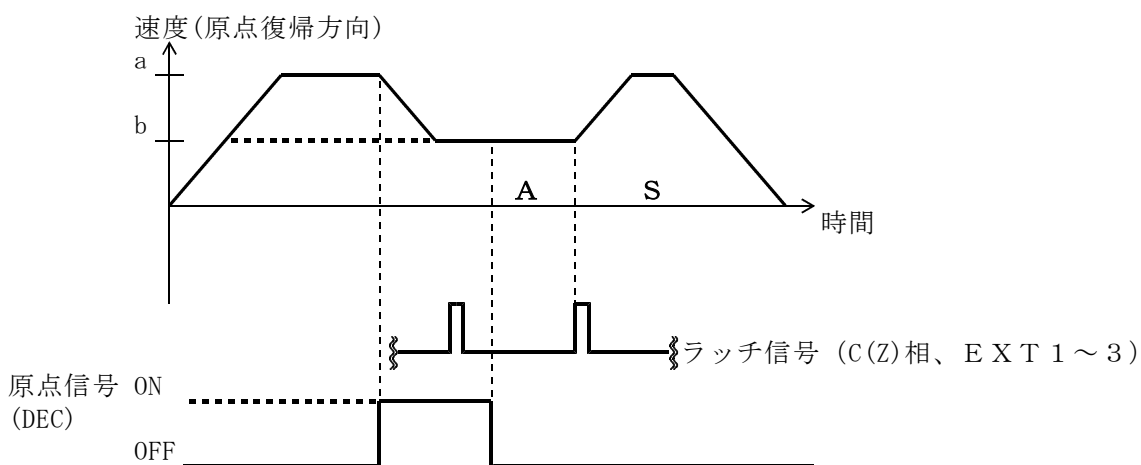 速度(原点復帰方向)
a
b
A
S
時間
ラッチ信号 (C(Z)相、EXT1～3)
原点信号 ON
(DEC)
OFF